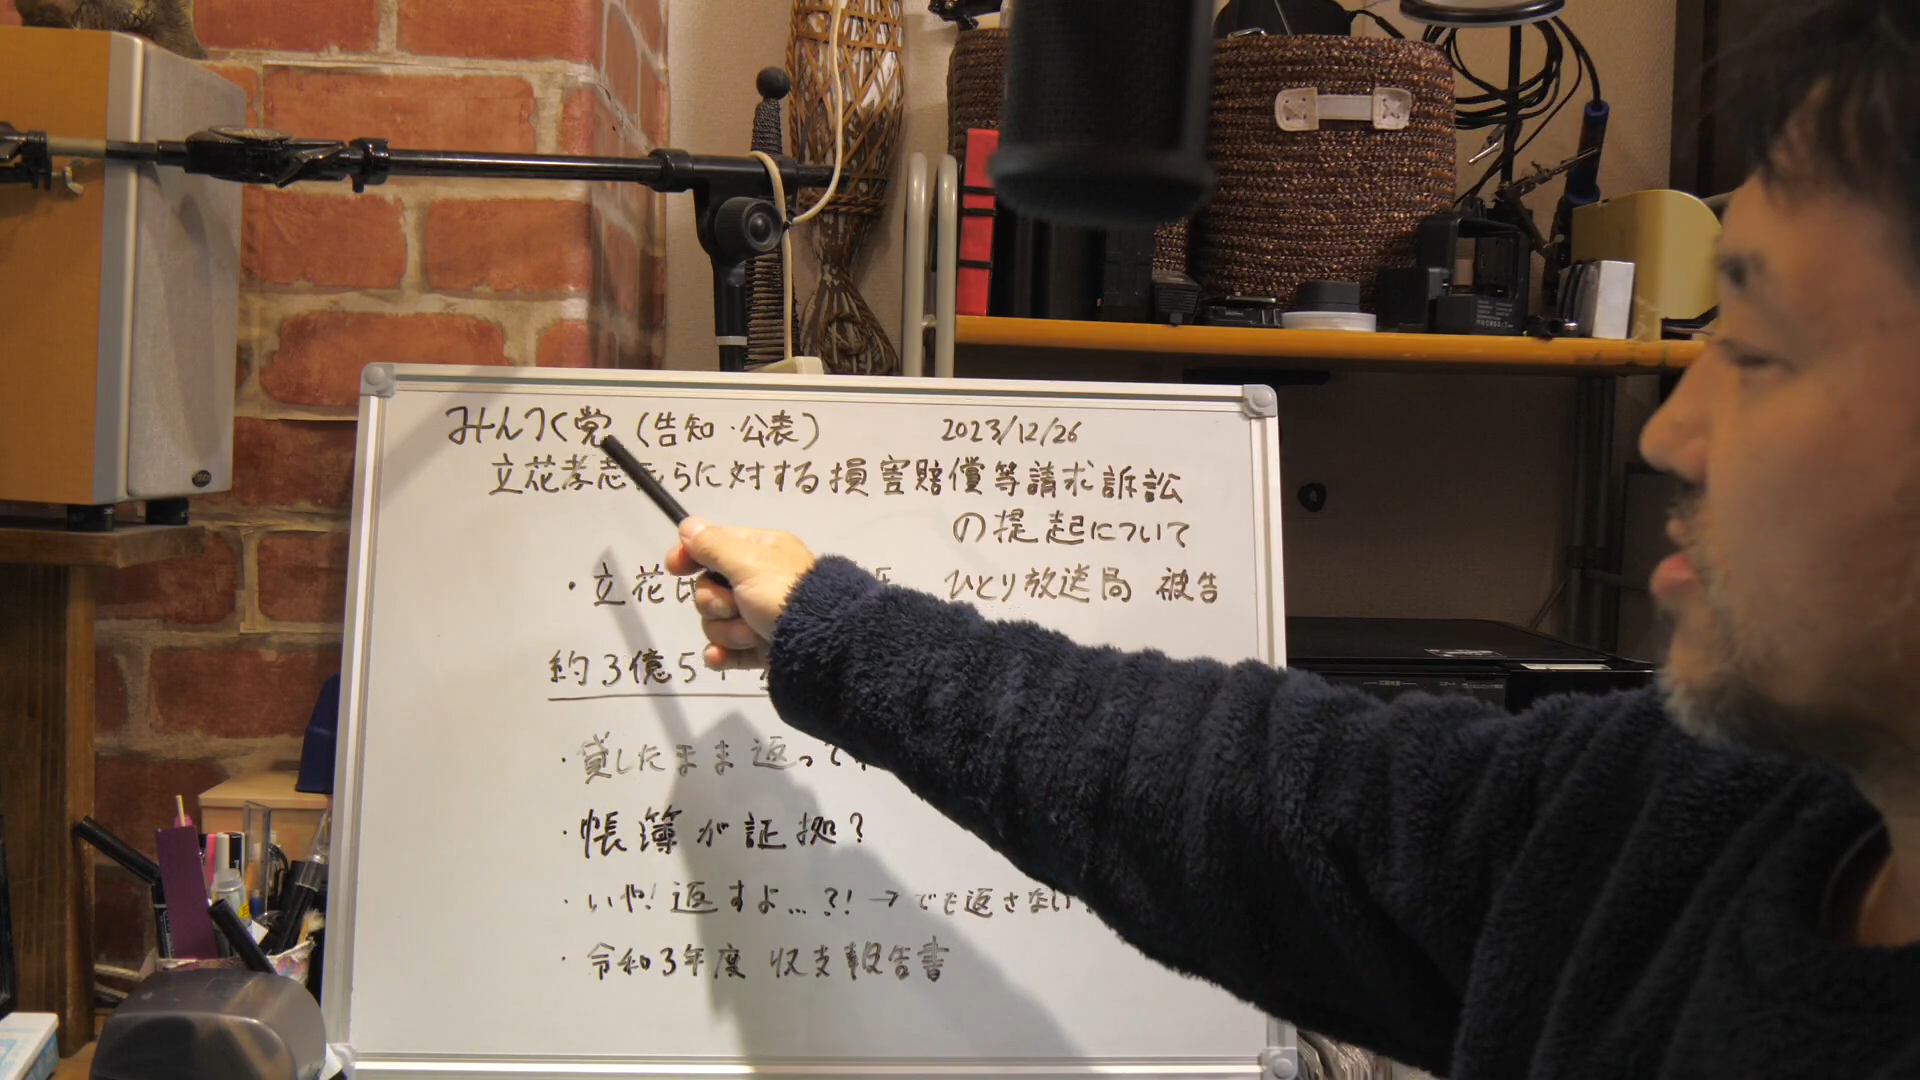 みんつく党（告知・公表） 2023/12/26
立花孝志 らに対する損害賠償等請求訴訟
の提起について
・立花氏 ひとり放送局 被告
約3億5千
・貸したまま返って
・帳簿が証拠？
・いや！返すよ…？！→でも返さない
・令和3年度 収支報告書